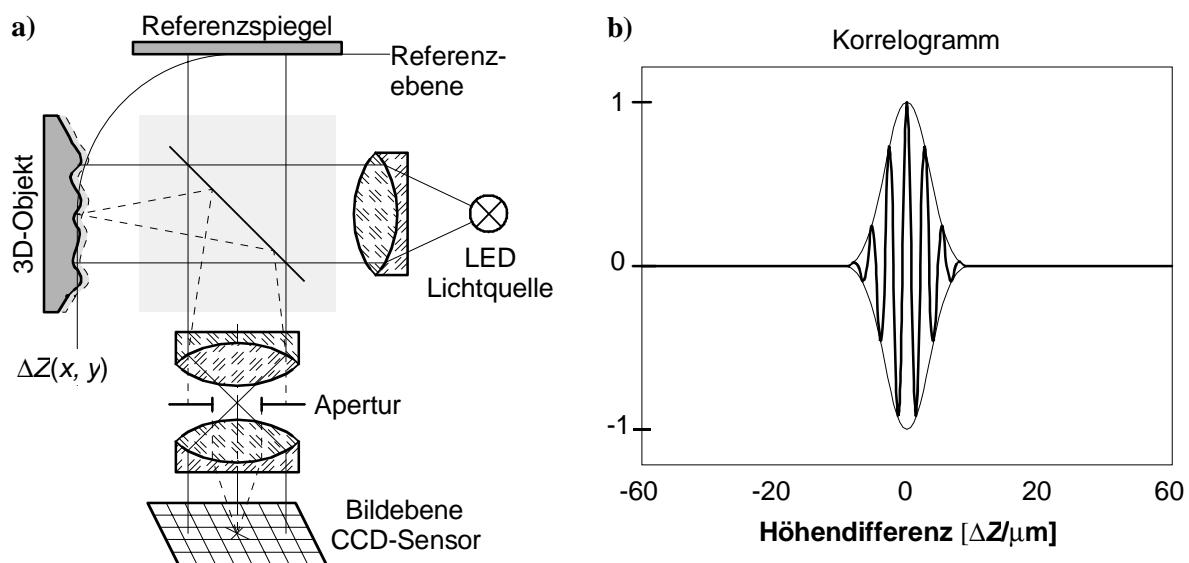 a)
Referenzspiegel
Referenz-
ebene
3D-Objekt
LED
Lichtquelle
ΔZ(x, y)
Apertur
Bildebene
CCD-Sensor
b)
Korrelogramm
1
0
-1
-60 -20 0 20 60
Höhendifferenz [ΔZ/μm]